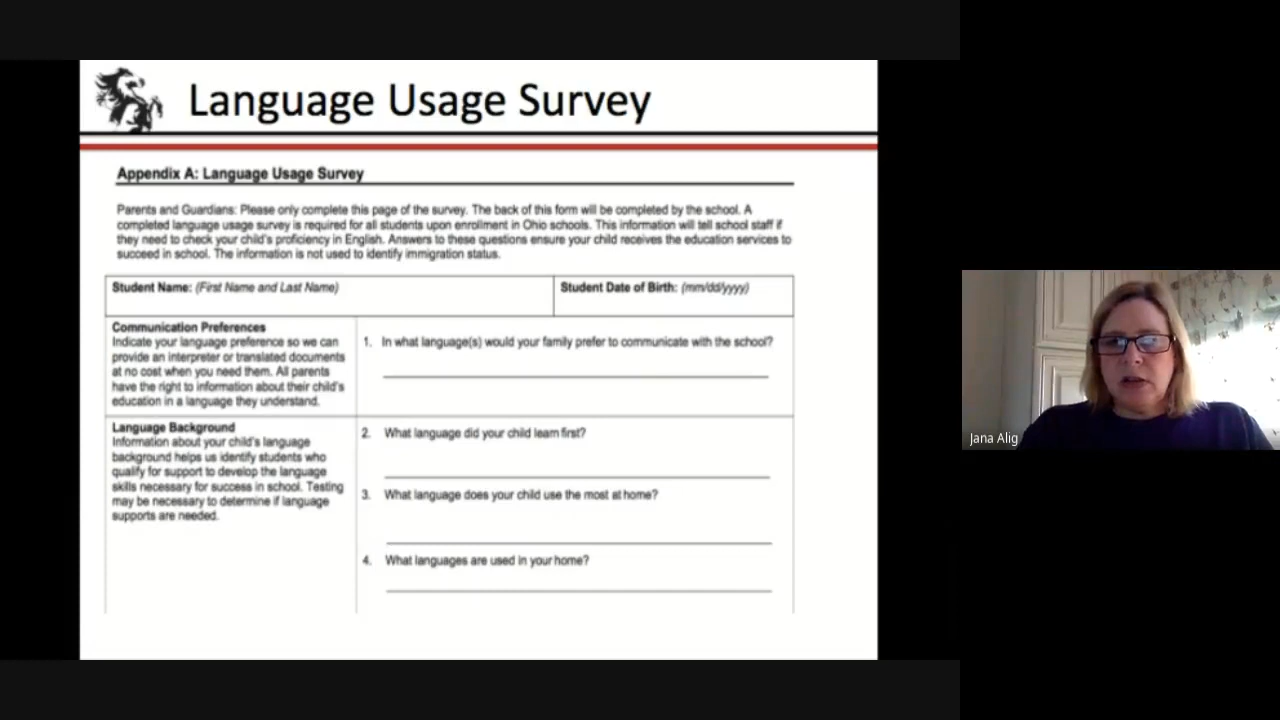 Language Usage Survey
Appendix A: Language Usage Survey
Parents and Guardians: Please only complete this page of the survey. The back of this form will be completed by the school. A
completed language usage survey is required for all students upon enrollment in Ohio schools. This information will tell school staff if
they need to check your child's proficiency in English. Answers to these questions ensure your child receives the education services to
succeed in school. The information is not used to identify immigration status.
Student Name: (First Name and Last Name)
Student Date of Birth: (mm/dd/yyyy)
Communication Preferences
Indicate your language preference so we can
provide an interpreter or translated documents
at no cost when you need them. All parents
have the right to information about their child's
education in a language they understand.
1. In what language(s) would your family prefer to communicate with the school?
Language Background
Information about your child's language
background helps us identify students who
qualify for support to develop the language
skills necessary for success in school. Testing
may be necessary to determine if language
supports are needed.
2. What language did your child learn first?
3. What language does your child use the most at home?
4. What languages are used in your home?
Jana Alig